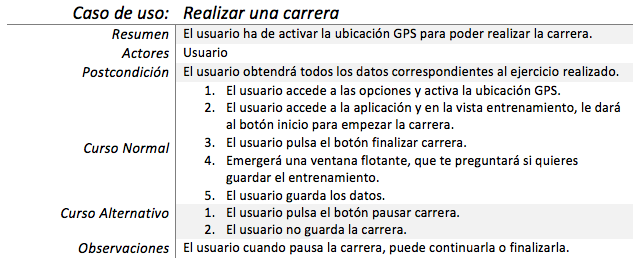 Caso de uso: Realizar una carrera
Resumen El usuario ha de activar la ubicación GPS para poder realizar la carrera.
Actores Usuario
Postcondición El usuario obtendrá todos los datos correspondientes al ejercicio realizado.
1. El usuario accede a las opciones y activa la ubicación GPS.
2. El usuario accede a la aplicación y en la vista entrenamiento, le dará
al botón inicio para empezar la carrera.
Curso Normal 3. El usuario pulsa el botón finalizar carrera.
4. Emergerá una ventana flotante, que te preguntará si quieres
guardar el entrenamiento.
5. El usuario guarda los datos.
Curso Alternativo 1. El usuario pulsa el botón pausar carrera.
2. El usuario no guarda la carrera.
Observaciones El usuario cuando pausa la carrera, puede continuarla o finalizarla.